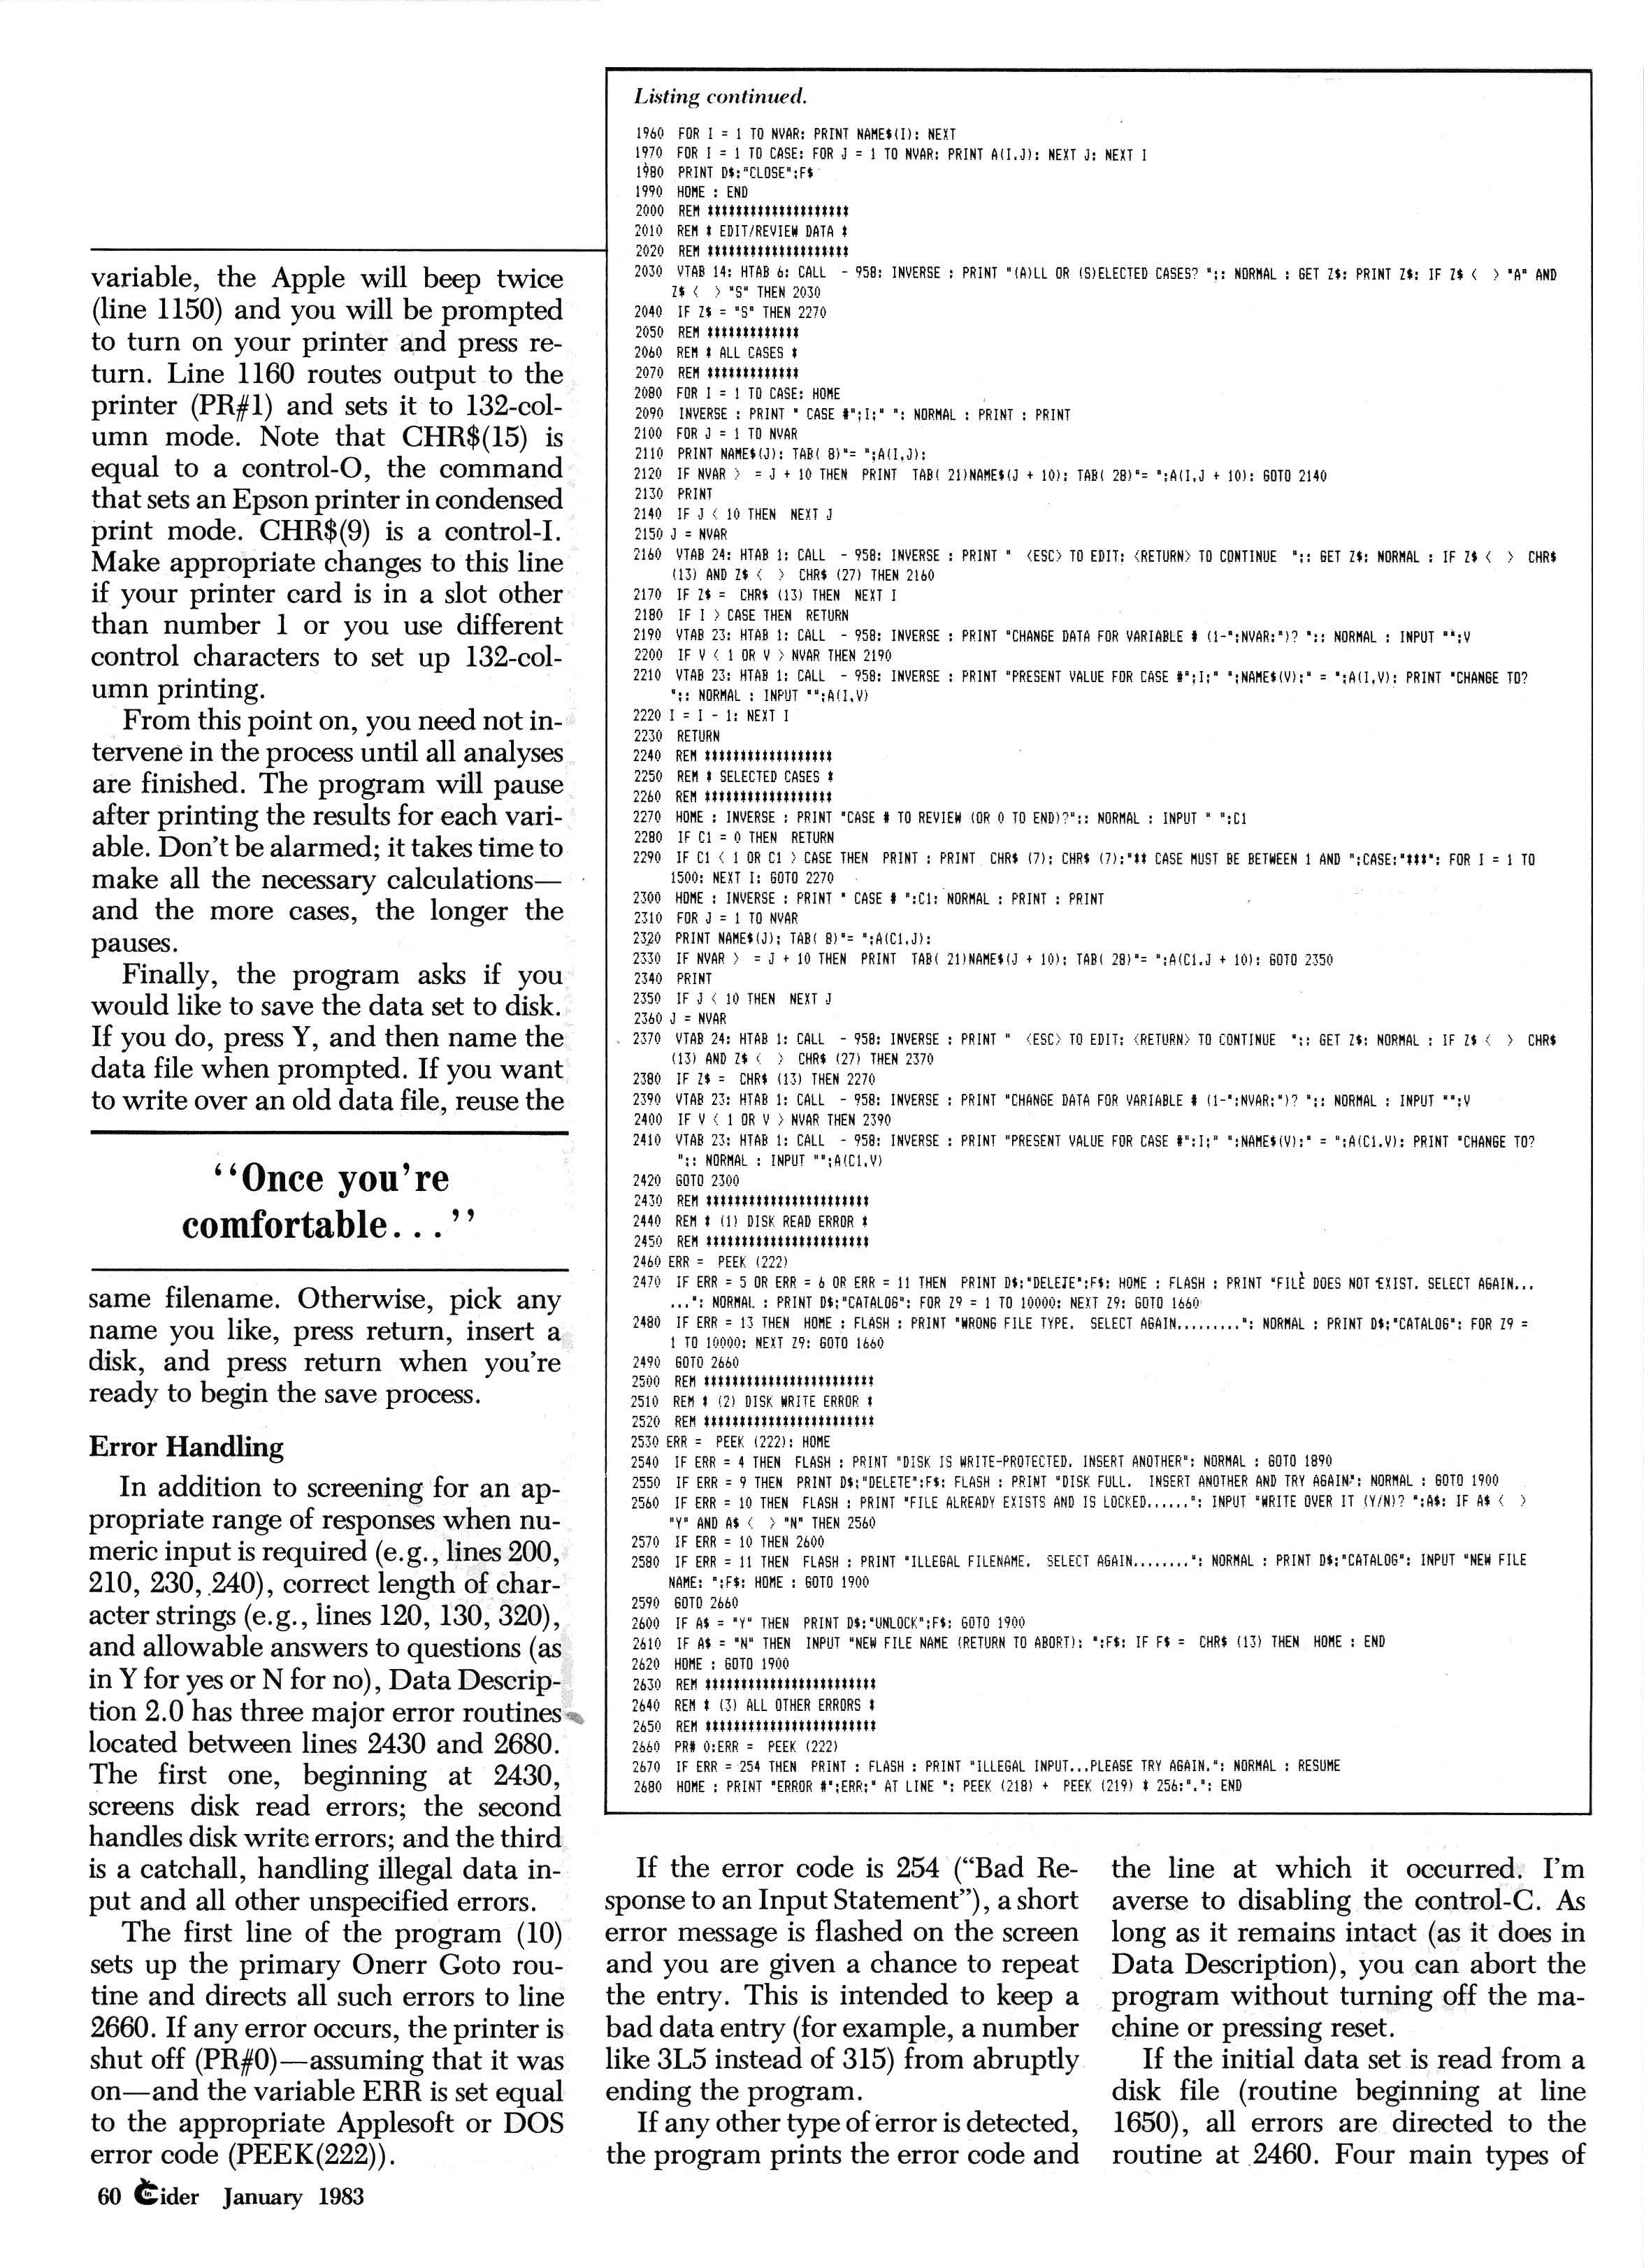 variable, the Apple will beep twice
(line 1150) and you will be prompted
to turn on your printer and press re-
turn. Line 1160 routes output to the
printer (PR#1) and sets it to 132-col-
umn mode. Note that CHR$(15) is
equal to a control-O, the command
that sets an Epson printer in condensed
print mode. CHR$(9) is a control-I.
Make appropriate changes to this line
if your printer card is in a slot other
than number 1 or you use different
control characters to set up 132-col-
umn printing.
From this point on, you need not in-
tervene in the process until all analyses
are finished. The program will pause
after printing the results for each vari-
able. Don't be alarmed; it takes time to
make all the necessary calculations—
and the more cases, the longer the
pauses.
Finally, the program asks if you
would like to save the data set to disk.
If you do, press Y, and then name the
data file when prompted. If you want
to write over an old data file, reuse the
“Once you're
comfortable...”
same filename. Otherwise, pick any
name you like, press return, insert a
disk, and press return when you're
ready to begin the save process.
Error Handling
In addition to screening for an ap-
propriate range of responses when nu-
meric input is required (e.g., lines 200,
210, 230, 240), correct length of char-
acter strings (e.g., lines 120, 130, 320),
and allowable answers to questions (as
in Y for yes or N for no), Data Descrip-
tion 2.0 has three major error routines
located between lines 2430 and 2680.
The first one, beginning at 2430,
screens disk read errors; the second
handles disk write errors; and the third
is a catchall, handling illegal data in-
put and all other unspecified errors.
The first line of the program (10)
sets up the primary Onerr Goto rou-
tine and directs all such errors to line
2660. If any error occurs, the printer is
shut off (PR#0)—assuming that it was
on—and the variable ERR is set equal
to the appropriate Applesoft or DOS
error code (PEEK(222)).
Listing continued.
1960 FOR I = 1 TO NVAR: PRINT NAME$(I): NEXT
1970 FOR I = 1 TO CASE: FOR J = 1 TO NVAR: PRINT A(I,J): NEXT J: NEXT I
1980 PRINT D$;"CLOSE";F$
1990 HOME : END
2000 REM ********************
2010 REM * EDIT/REVIEW DATA *
2020 REM ********************
2030 VTAB 14: HTAB 6: CALL - 958: INVERSE : PRINT "(A)LL OR (S)ELECTED CASES? ";: NORMAL : GET Z$: PRINT Z$: IF Z$ < > "A" AND
Z$ < > "S" THEN 2030
2040 IF Z$ = "S" THEN 2270
2050 REM *************
2060 REM * ALL CASES *
2070 REM *************
2080 FOR I = 1 TO CASE: HOME
2090 INVERSE : PRINT " CASE #";I;" ": NORMAL : PRINT : PRINT
2100 FOR J = 1 TO NVAR
2110 PRINT NAME$(J); TAB( 8)"= ";A(I,J);
2120 IF NVAR > = J + 10 THEN PRINT TAB( 21)NAME$(J + 10); TAB( 28)"= ";A(I,J + 10): GOTO 2140
2130 PRINT
2140 IF J < 10 THEN NEXT J
2150 J = NVAR
2160 VTAB 24: HTAB 1: CALL - 958: INVERSE : PRINT " <ESC> TO EDIT; <RETURN> TO CONTINUE ";: GET Z$: NORMAL : IF Z$ < > CHR$
(13) AND Z$ < > CHR$ (27) THEN 2160
2170 IF Z$ = CHR$ (13) THEN NEXT I
2180 IF I > CASE THEN RETURN
2190 VTAB 23: HTAB 1: CALL - 958: INVERSE : PRINT "CHANGE DATA FOR VARIABLE # (1-";NVAR;")? ";: NORMAL : INPUT "";V
2200 IF V < 1 OR V > NVAR THEN 2190
2210 VTAB 23: HTAB 1: CALL - 958: INVERSE : PRINT "PRESENT VALUE FOR CASE #";I;" ";NAME$(V);" = ";A(I,V): PRINT "CHANGE TO?
";: NORMAL : INPUT "";A(I,V)
2220 I = I - 1: NEXT I
2230 RETURN
2240 REM ******************
2250 REM * SELECTED CASES *
2260 REM ******************
2270 HOME : INVERSE : PRINT "CASE # TO REVIEW (OR 0 TO END)?";: NORMAL : INPUT " ";C1
2280 IF C1 = 0 THEN RETURN
2290 IF C1 < 1 OR C1 > CASE THEN PRINT : PRINT CHR$ (7); CHR$ (7);"** CASE MUST BE BETWEEN 1 AND ";CASE;"***": FOR I = 1 TO
1500: NEXT I: GOTO 2270
2300 HOME : INVERSE : PRINT " CASE # ";C1: NORMAL : PRINT : PRINT
2310 FOR J = 1 TO NVAR
2320 PRINT NAME$(J); TAB( 8)"= ";A(C1,J);
2330 IF NVAR > = J + 10 THEN PRINT TAB( 21)NAME$(J + 10); TAB( 28)"= ";A(C1,J + 10): GOTO 2350
2340 PRINT
2350 IF J < 10 THEN NEXT J
2360 J = NVAR
2370 VTAB 24: HTAB 1: CALL - 958: INVERSE : PRINT " <ESC> TO EDIT; <RETURN> TO CONTINUE ";: GET Z$: NORMAL : IF Z$ < > CHR$
(13) AND Z$ < > CHR$ (27) THEN 2370
2380 IF Z$ = CHR$ (13) THEN 2270
2390 VTAB 23: HTAB 1: CALL - 958: INVERSE : PRINT "CHANGE DATA FOR VARIABLE # (1-";NVAR;")? ";: NORMAL : INPUT "";V
2400 IF V < 1 OR V > NVAR THEN 2390
2410 VTAB 23: HTAB 1: CALL - 958: INVERSE : PRINT "PRESENT VALUE FOR CASE #";I;" ";NAME$(V);" = ";A(C1,V): PRINT "CHANGE TO?
";: NORMAL : INPUT "";A(C1,V)
2420 GOTO 2300
2430 REM ***********************
2440 REM * (1) DISK READ ERROR *
2450 REM ***********************
2460 ERR = PEEK (222)
2470 IF ERR = 5 OR ERR = 6 OR ERR = 11 THEN PRINT D$;"DELETE";F$: HOME : FLASH : PRINT "FILE DOES NOT EXIST. SELECT AGAIN...
...": NORMAL : PRINT D$;"CATALOG": FOR Z9 = 1 TO 10000: NEXT Z9: GOTO 1660
2480 IF ERR = 13 THEN HOME : FLASH : PRINT "WRONG FILE TYPE. SELECT AGAIN.........": NORMAL : PRINT D$;"CATALOG": FOR Z9 =
1 TO 10000: NEXT Z9: GOTO 1660
2490 GOTO 2660
2500 REM ************************
2510 REM * (2) DISK WRITE ERROR *
2520 REM ************************
2530 ERR = PEEK (222): HOME
2540 IF ERR = 4 THEN FLASH : PRINT "DISK IS WRITE-PROTECTED. INSERT ANOTHER": NORMAL : GOTO 1890
2550 IF ERR = 9 THEN PRINT D$;"DELETE";F$: FLASH : PRINT "DISK FULL. INSERT ANOTHER AND TRY AGAIN": NORMAL : GOTO 1900
2560 IF ERR = 10 THEN FLASH : PRINT "FILE ALREADY EXISTS AND IS LOCKED......": INPUT "WRITE OVER IT (Y/N)? ";A$: IF A$ < >
"Y" AND A$ < > "N" THEN 2560
2570 IF ERR = 10 THEN 2600
2580 IF ERR = 11 THEN FLASH : PRINT "ILLEGAL FILENAME. SELECT AGAIN........": NORMAL : PRINT D$;"CATALOG": INPUT "NEW FILE
NAME: ";F$: HOME : GOTO 1900
2590 GOTO 2660
2600 IF A$ = "Y" THEN PRINT D$;"UNLOCK";F$: GOTO 1900
2610 IF A$ = "N" THEN INPUT "NEW FILE NAME (RETURN TO ABORT): ";F$: IF F$ = CHR$ (13) THEN HOME : END
2620 HOME : GOTO 1900
2630 REM ************************
2640 REM * (3) ALL OTHER ERRORS *
2650 REM ************************
2660 PR# 0:ERR = PEEK (222)
2670 IF ERR = 254 THEN PRINT : FLASH : PRINT "ILLEGAL INPUT...PLEASE TRY AGAIN.": NORMAL : RESUME
2680 HOME : PRINT "ERROR #";ERR;" AT LINE "; PEEK (218) + PEEK (219) * 256;".": END
If the error code is 254 (“Bad Re-
sponse to an Input Statement”), a short
error message is flashed on the screen
and you are given a chance to repeat
the entry. This is intended to keep a
bad data entry (for example, a number
like 3L5 instead of 315) from abruptly
ending the program.
If any other type of error is detected,
the program prints the error code and
the line at which it occurred. I'm
averse to disabling the control-C. As
long as it remains intact (as it does in
Data Description), you can abort the
program without turning off the ma-
chine or pressing reset.
If the initial data set is read from a
disk file (routine beginning at line
1650), all errors are directed to the
routine at 2460. Four main types of
60 inCider January 1983